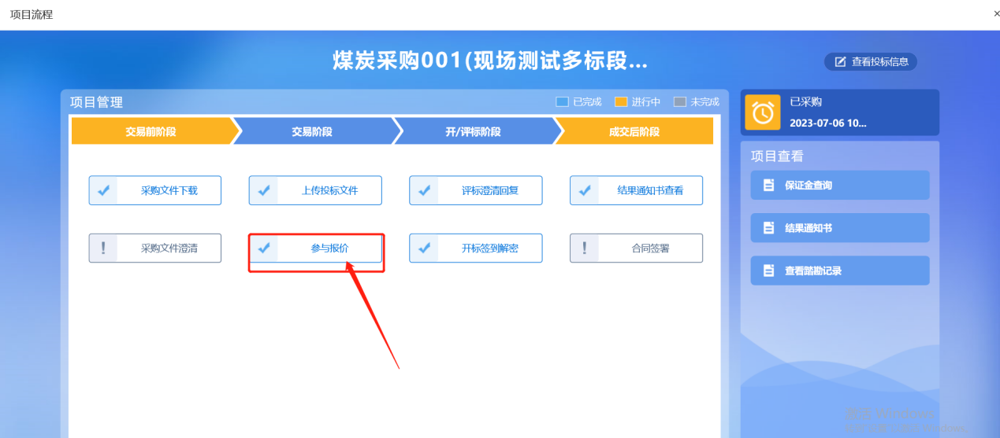 项目流程
×
煤炭采购001(现场测试多标段...
查看投标信息
项目管理
已完成
进行中
未完成
交易前阶段
交易阶段
开/评标阶段
成交后阶段
采购文件下载
上传投标文件
评标澄清回复
结果通知书查看
采购文件澄清
参与报价
开标签到解密
合同签署
已采购
2023-07-06 10...
项目查看
保证金查询
结果通知书
查看踏勘记录
激活 Windows